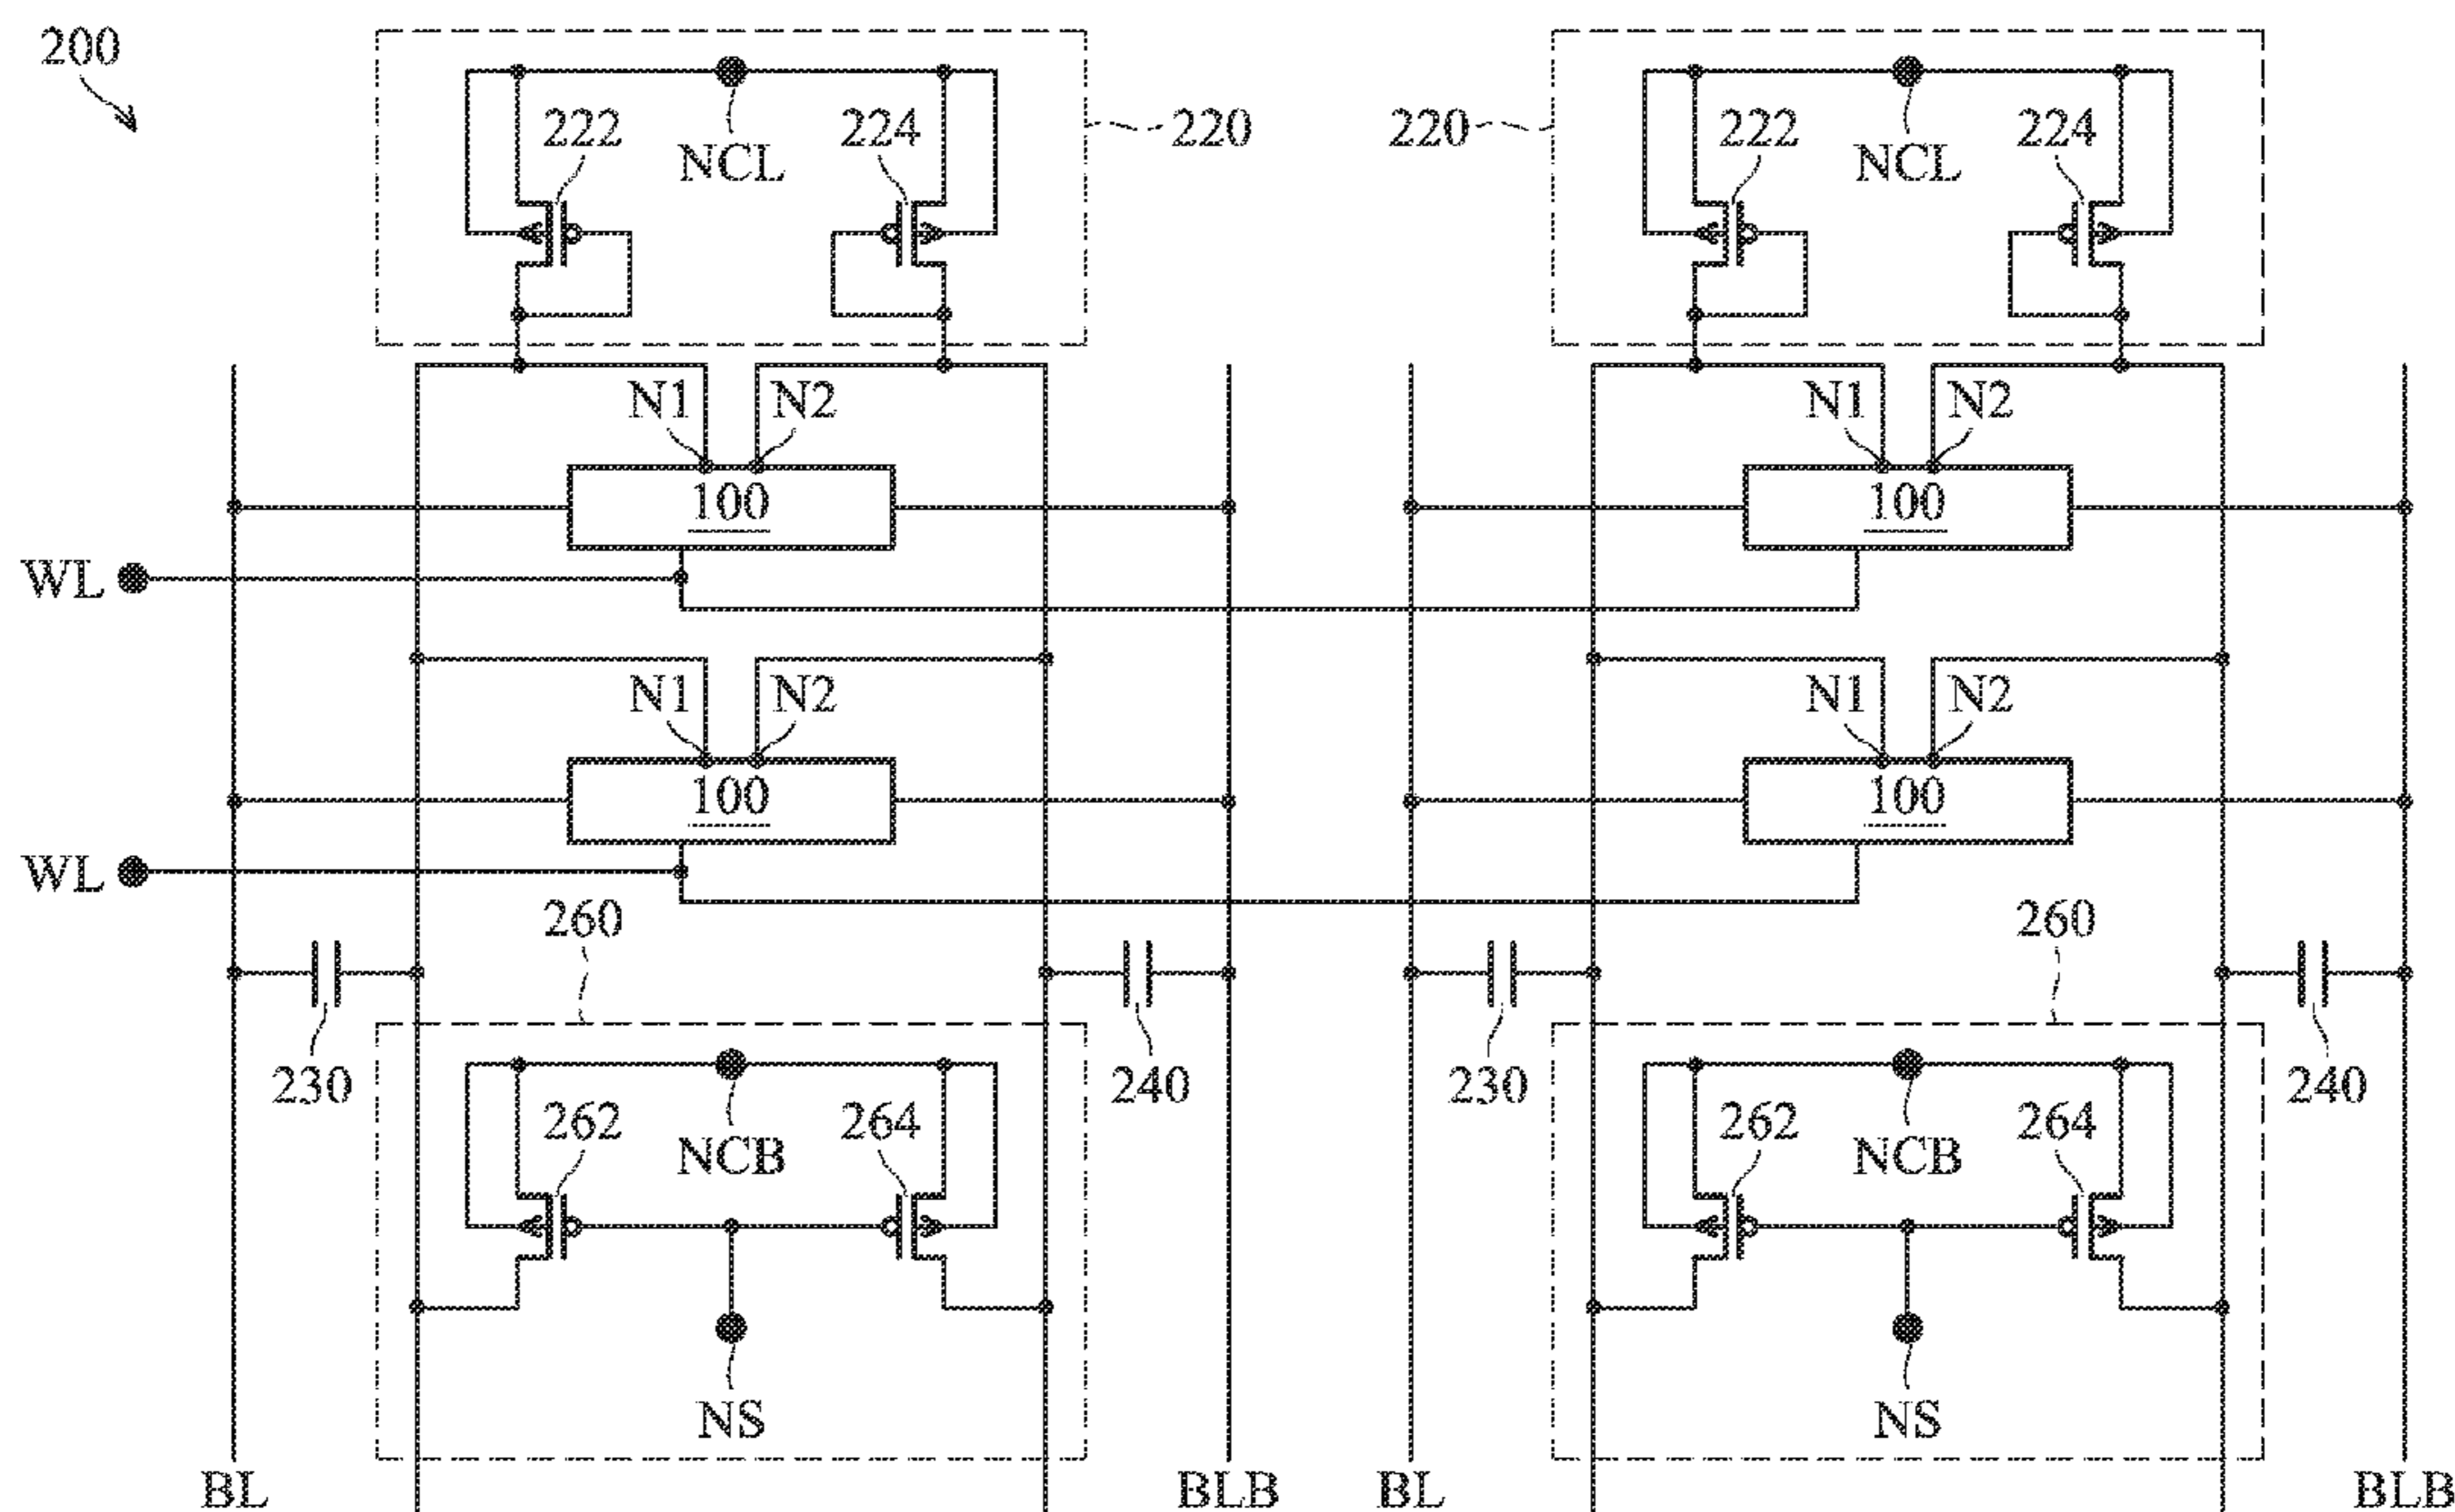 200
222 NCL 224 220 220 222 NCL 224
N1 N2 N1 N2
100 100
WL
N1 N2 N1 N2
100 100
WL
260 260
230 240 230 240
262 NCB 264 262 NCB 264
NS NS
BL BLB BL BLB